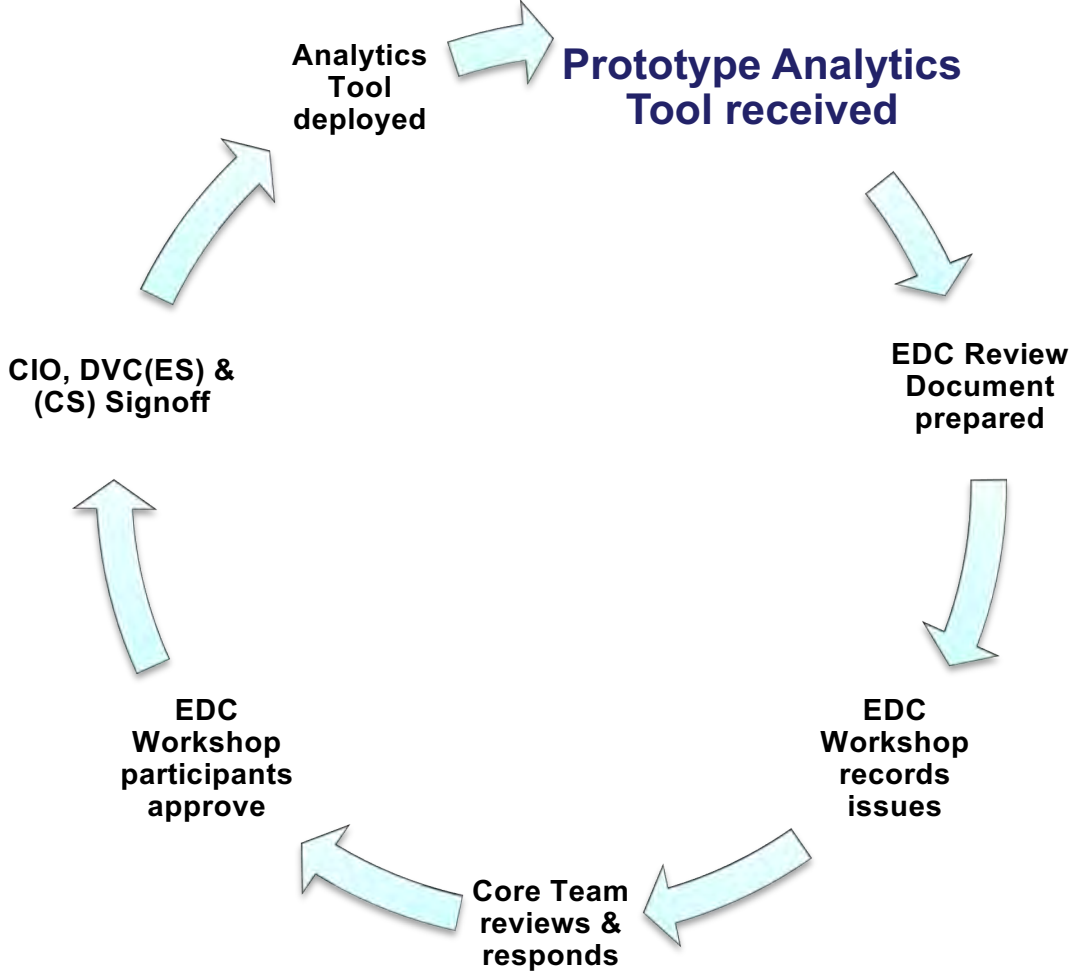 Prototype Analytics
Tool received
EDC Review
Document
prepared
EDC
Workshop
records
issues
Core Team
reviews &
responds
EDC
Workshop
participants
approve
CIO, DVC(ES) &
(CS) Signoff
Analytics
Tool
deployed